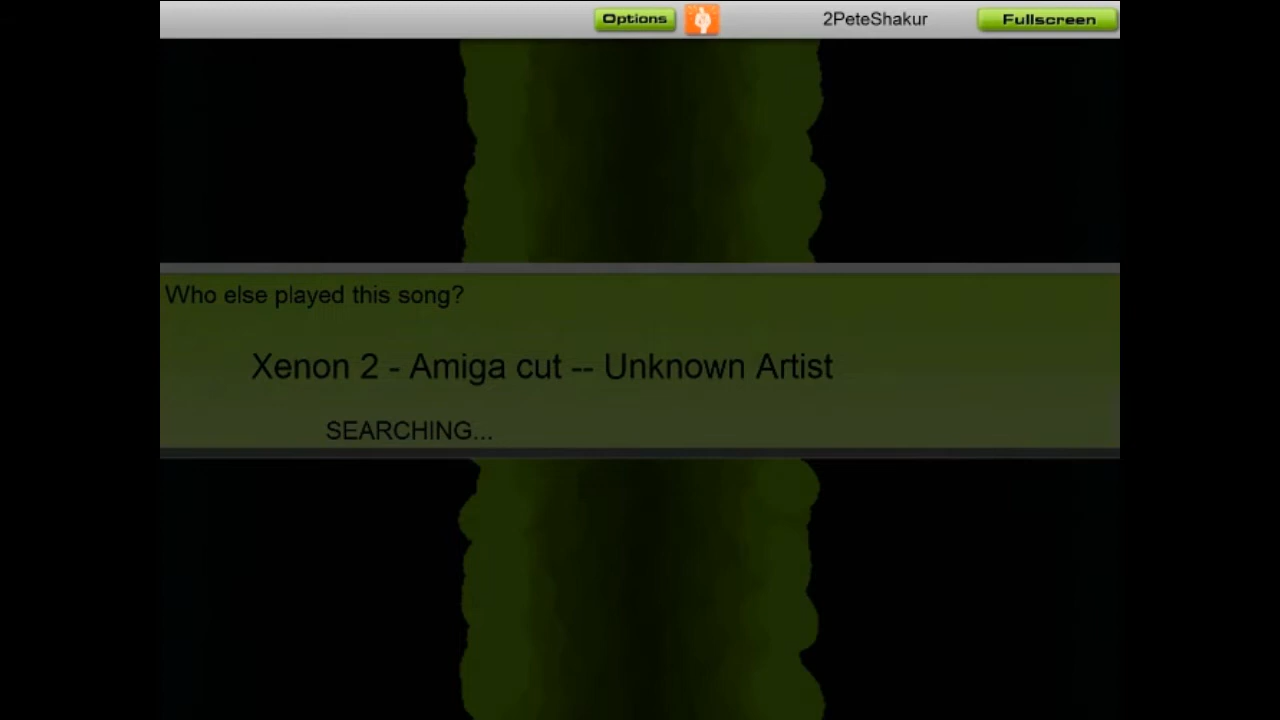 Options
2PeteShakur
Fullscreen
Who else played this song?
Xenon 2 - Amiga cut -- Unknown Artist
SEARCHING...